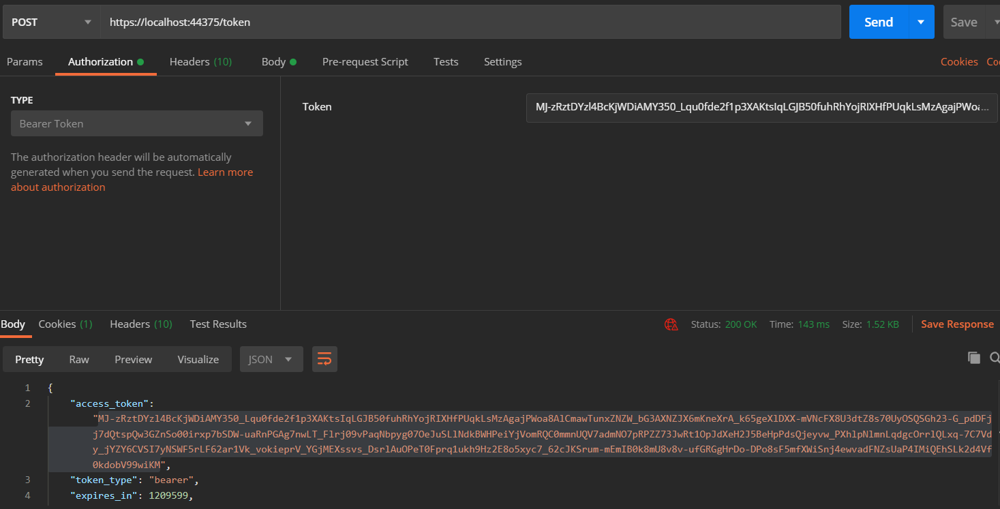 POST https://localhost:44375/token Send Save
Params Authorization Headers (10) Body Pre-request Script Tests Settings Cookies
TYPE
Bearer Token
The authorization header will be automatically
generated when you send the request. Learn more
about authorization
Token MJ-zRztDYzl4BcKjWDiAMY350_Lqu0fde2f1p3XAKtsIqLGJB50fuhRhYojRIXHfPUqkLsMzAgajPWoa...
Body Cookies (1) Headers (10) Test Results Status: 200 OK Time: 143 ms Size: 1.52 KB Save Response
Pretty Raw Preview Visualize JSON
1 {
2 "access_token":
"MJ-zRztDYzl4BcKjWDiAMY350_Lqu0fde2f1p3XAKtsIqLGJB50fuhRhYojRIXHfPUqkLsMzAgajPWoa8AlCmawTunxZNZW_bG3AXNZJX6mKneXrA_k65geXlDXX-mVNcFX8U3dtZ8s70UyOSQSGh23-G_pdDFj
j7dQtspQw3GZnSo00irxp7bSDW-uaRnPGAg7nwLT_Flrj09vPaqNbpyg07OeJuSLlNdkBWHPeiYjVomRQC0mmnUQV7admNO7pRPZZ73JwRt1OpJdXeH2J5BeHpPdsQjeyvw_PXhlpNlmnLqdgcOrrlQLxq-7C7Vd
y_jYZY6CVSI7yNSWF5rLF62ar1Vk_vokieprV_YGjMEXssvs_DsrlAuOPeT0Fprq1ukh9Hz2E8o5xyc7_62cJKSrum-mEmIB0k8mU8v8v-ufGRGgHrDo-DPo8sF5mfXWiSnj4ewvadFNZsUaP4IMiQEhSLk2d4Vf
0kdobV99wiKM",
3 "token_type": "bearer",
4 "expires_in": 1209599,